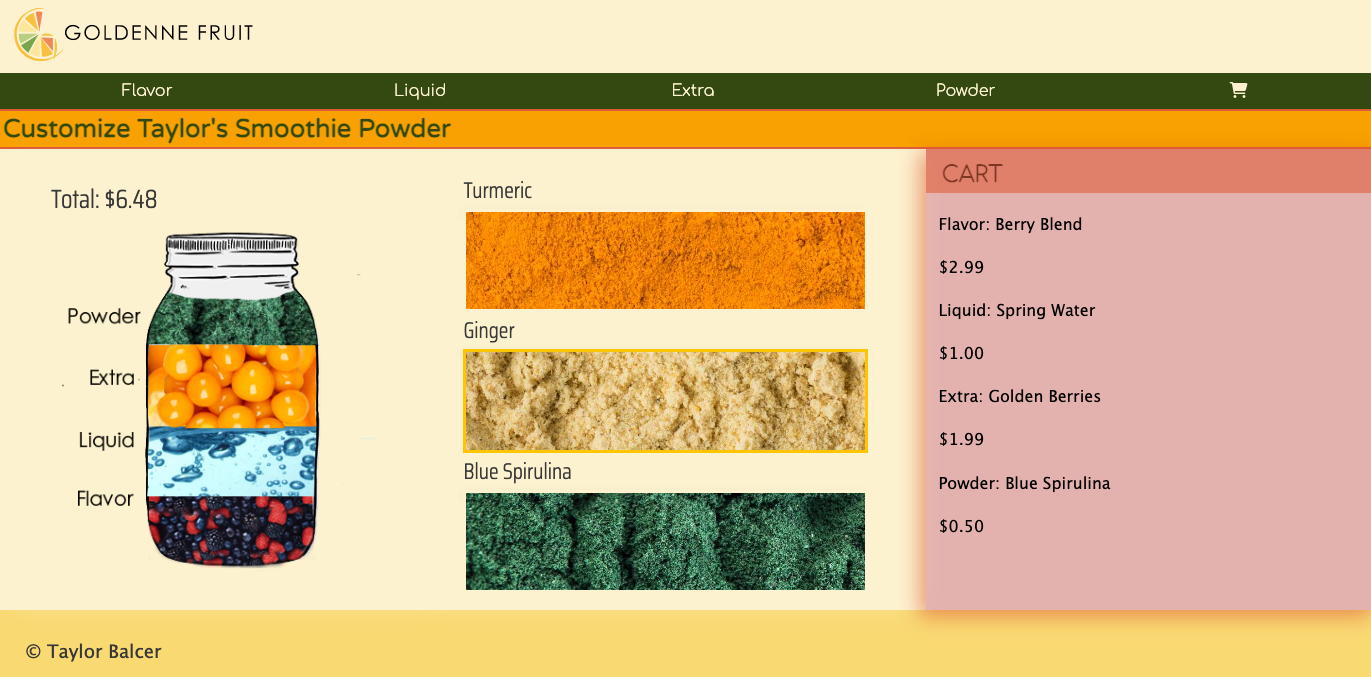 GOLDENNE FRUIT
Flavor
Liquid
Extra
Powder
Customize Taylor's Smoothie Powder
Total: $6.48
Powder
Extra
Liquid
Flavor
Turmeric
Ginger
Blue Spirulina
CART
Flavor: Berry Blend
$2.99
Liquid: Spring Water
$1.00
Extra: Golden Berries
$1.99
Powder: Blue Spirulina
$0.50
© Taylor Balcer